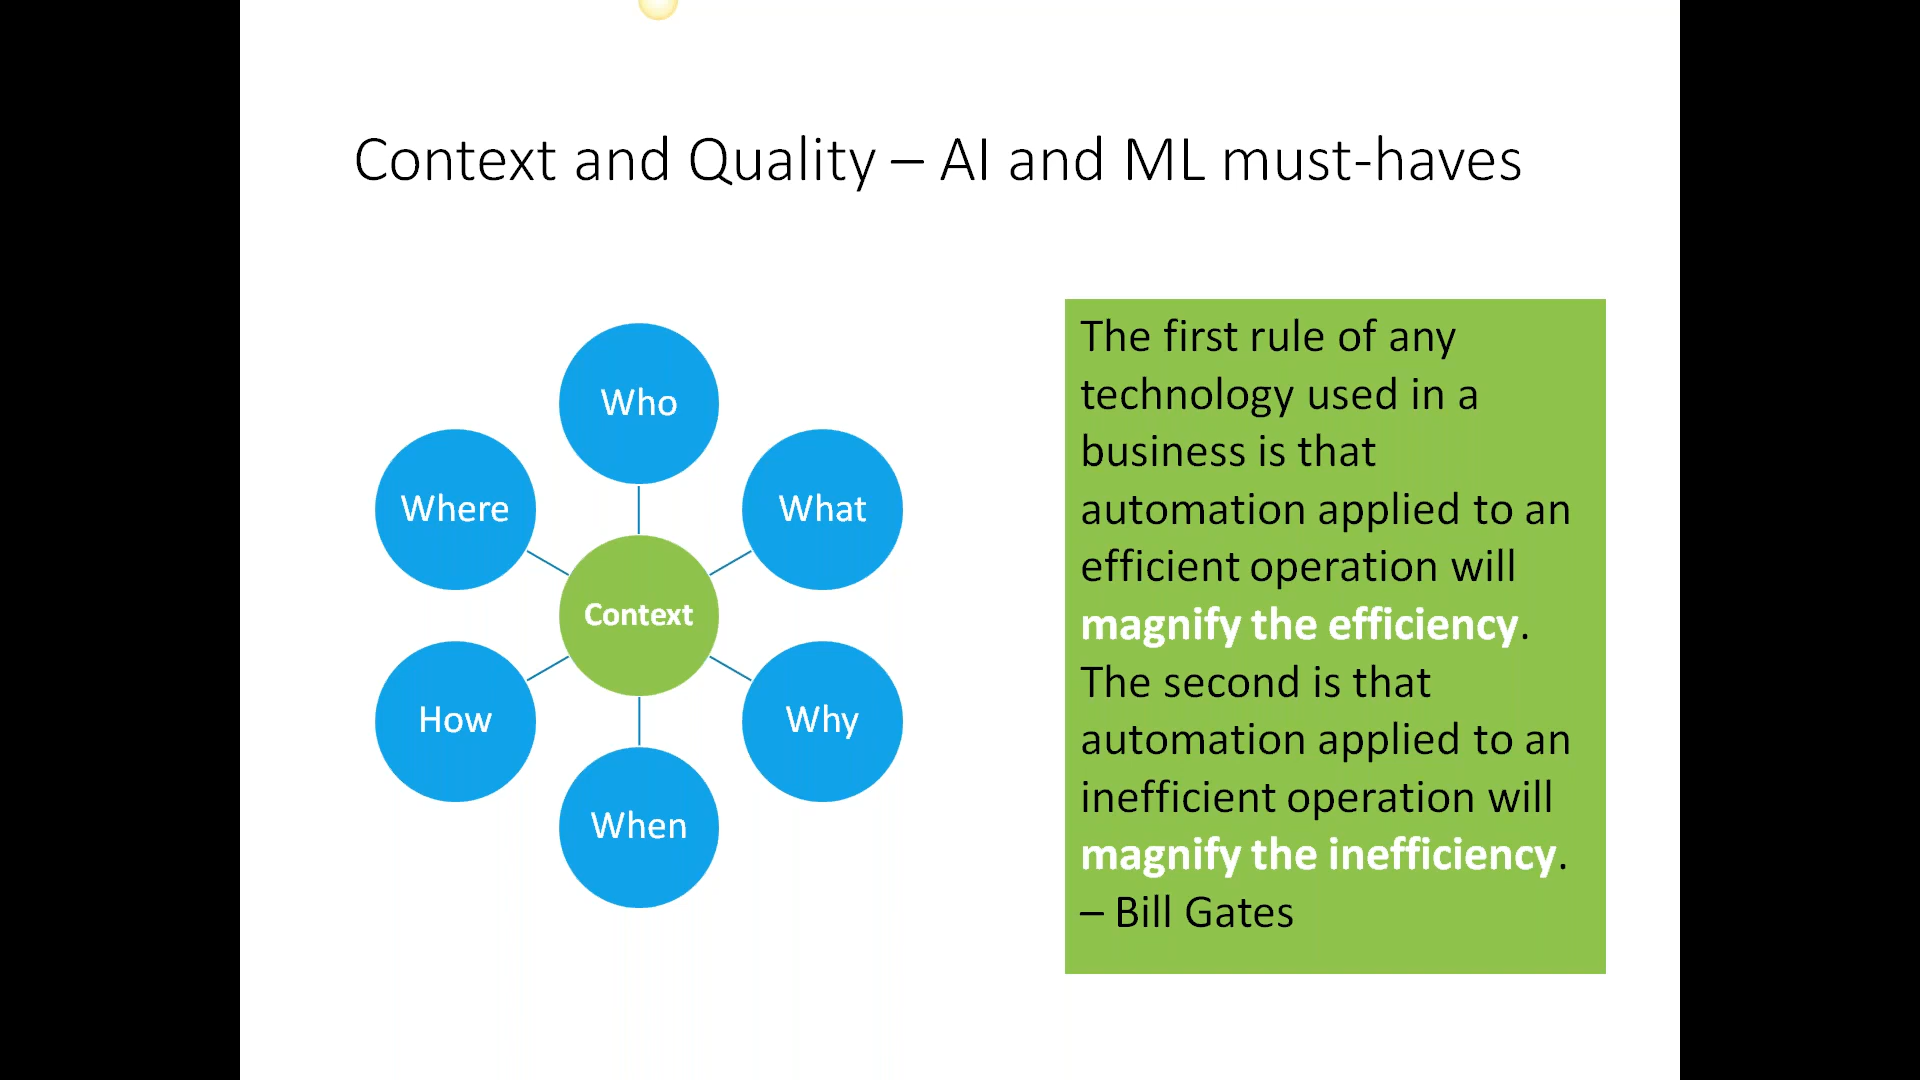 Context and Quality – AI and ML must-haves
Who
Where
What
Context
How
Why
When
The first rule of any
technology used in a
business is that
automation applied to an
efficient operation will
magnify the efficiency.
The second is that
automation applied to an
inefficient operation will
magnify the inefficiency.
– Bill Gates